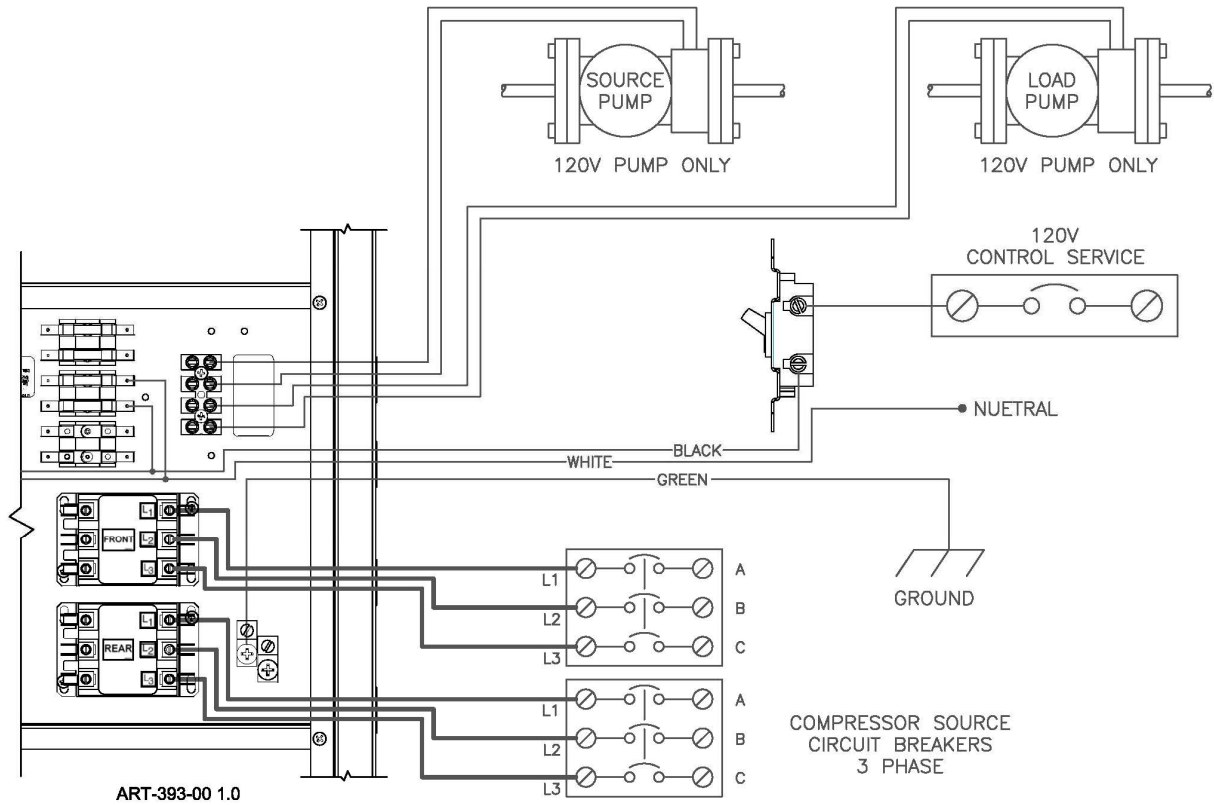 SOURCE
PUMP
120V PUMP ONLY
LOAD
PUMP
120V PUMP ONLY
120V
CONTROL SERVICE
NUETRAL
BLACK
WHITE
GREEN
GROUND
FRONT
L1
L2
L3
REAR
L1
L2
L3
L1
L2
L3
A
B
C
L1
L2
L3
A
B
C
COMPRESSOR SOURCE
CIRCUIT BREAKERS
3 PHASE
ART-393-00 1.0